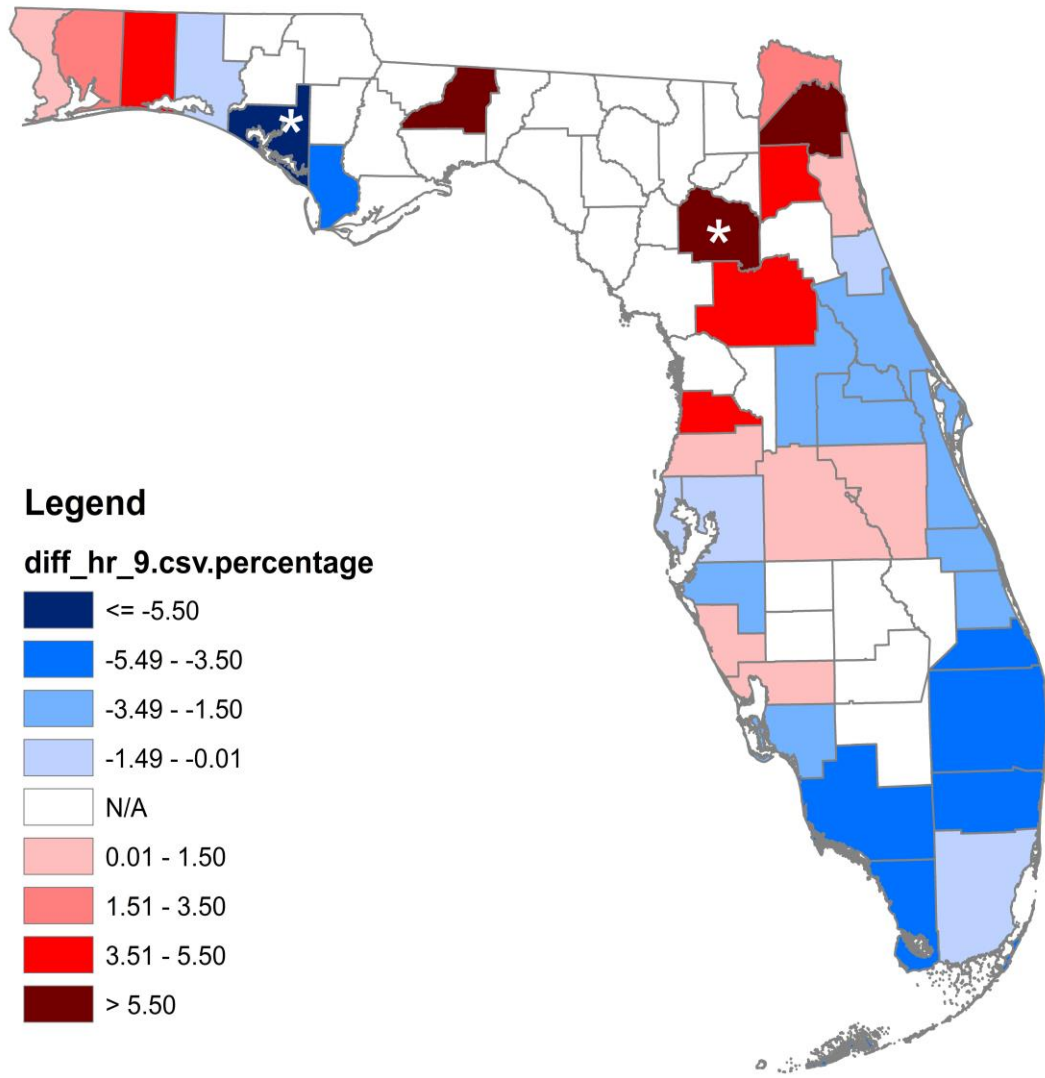 *
*
Legend
diff_hr_9.csv.percentage
<= -5.50
-5.49 - -3.50
-3.49 - -1.50
-1.49 - -0.01
N/A
0.01 - 1.50
1.51 - 3.50
3.51 - 5.50
> 5.50